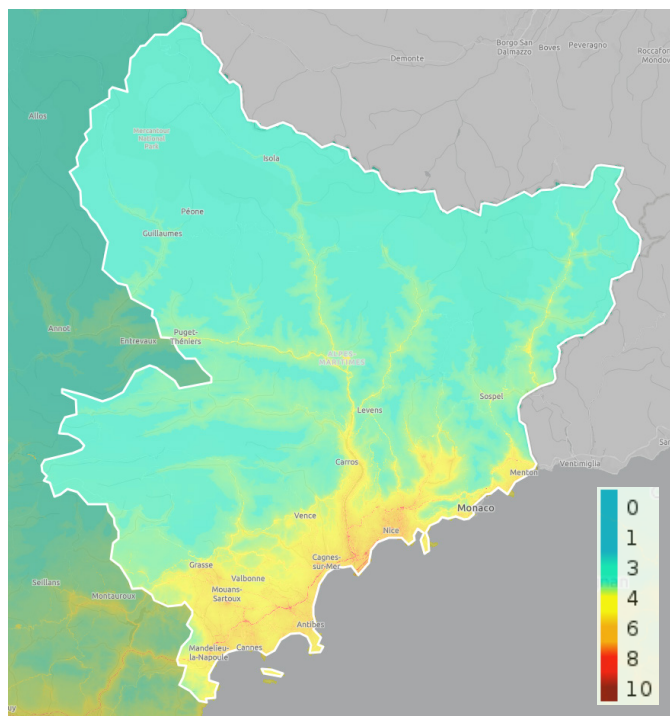 Borgo San
Dalmazzo
Boves
Peveragno
Demonte
Allos
Isola
Péone
Guillaumes
Annot
Entrevaux
Puget-
Théniers
Levens
Sospel
Carros
Menton
Ventimiglia
Vence
Monaco
Nice
Grasse
Cagnes-
sur-Mer
Valbonne
Mouans-
Sartoux
Seillans
Montauroux
Antibes
Mandelieu-
la-Napoule
Cannes
0
1
3
4
6
8
10